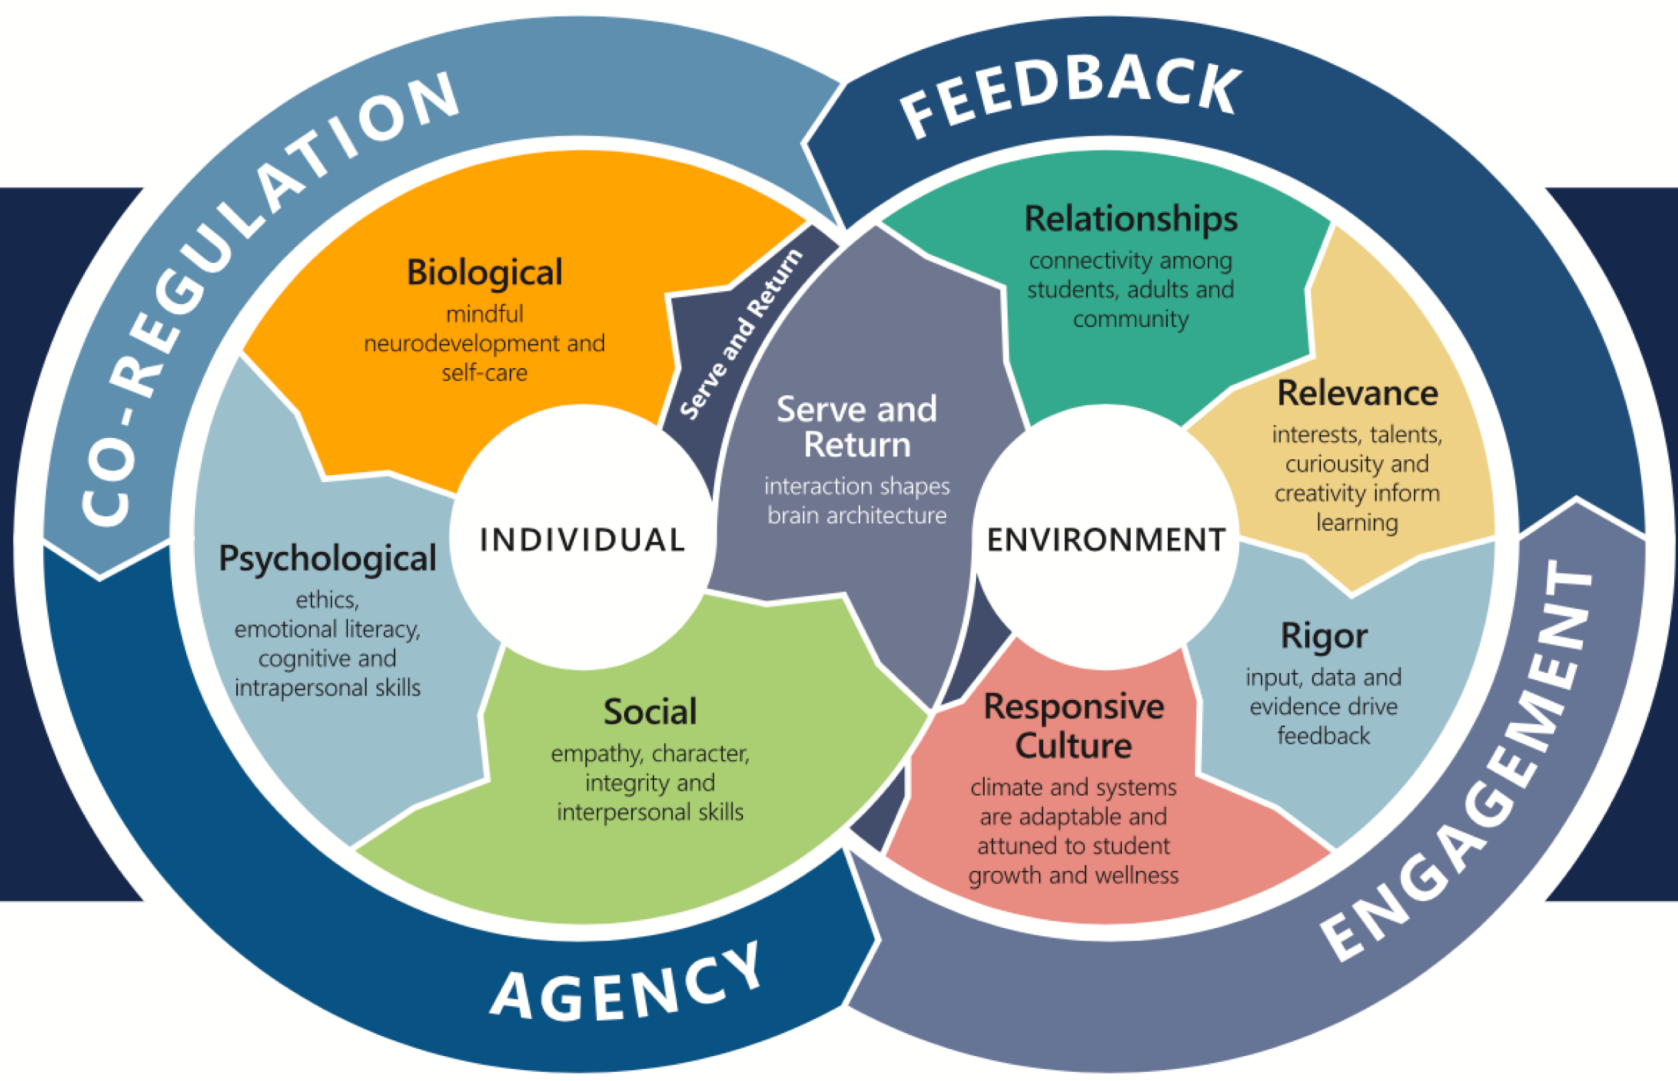 CO-REGULATION
FEEDBACK
Biological
mindful
neurodevelopment and
self-care
Serve and Return
Serve and
Return
interaction shapes
brain architecture
Relationships
connectivity among
students, adults and
community
Relevance
interests, talents,
curiousity and
creativity inform
learning
INDIVIDUAL
ENVIRONMENT
Psychological
ethics,
emotional literacy,
cognitive and
intrapersonal skills
Social
empathy, character,
integrity and
interpersonal skills
Responsive
Culture
climate and systems
are adaptable and
attuned to student
growth and wellness
Rigor
input, data and
evidence drive
feedback
AGENCY
ENGAGEMENT